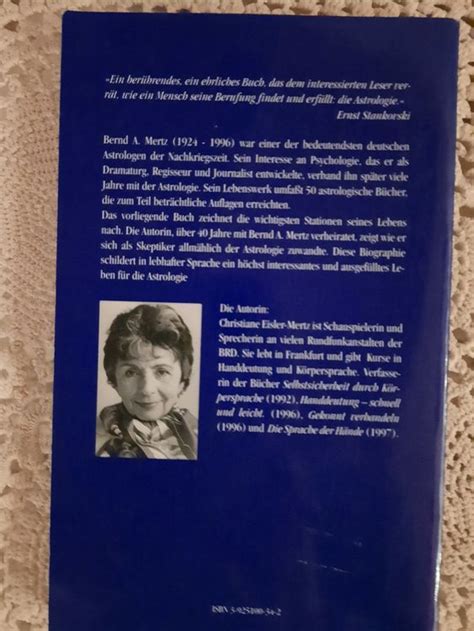 »Ein berührendes, ein ehrliches Buch, das dem interessierten Leser ver-
rät, wie ein Mensch seine Berufung findet und erfüllt: die Astrologie.«
Ernst Stankorski
Bernd A. Mertz (1924 - 1996) war einer der bedeutendsten deutschen
Astrologen der Nachkriegszeit. Sein Interesse an Psychologie, das er als
Dramaturg, Regisseur und Journalist entwickelte, verband ihn später viele
Jahre mit der Astrologie. Sein Lebenswerk umfaßt 50 astrologische Bücher,
die zum Teil beträchtliche Auflagen erreichten.
Das vorliegende Buch zeichnet die wichtigsten Stationen seines Lebens
nach. Die Autorin, über 40 Jahre mit Bernd A. Mertz verheiratet, zeigt wie er
sich als Skeptiker allmählich der Astrologie zuwandte. Diese Biographie
schildert in lebhafter Sprache ein höchst interessantes und ausgefülltes Le-
ben für die Astrologie
Die Autorin:
Christiane Eisler-Mertz ist Schauspielerin und
Sprecherin an vielen Rundfunkanstalten der
BRD. Sie lebt in Frankfurt und gibt Kurse in
Handdeutung und Körpersprache. Verfasse-
rin der Bücher Selbstsicherheit durch Kör-
persprache (1992), Handdeutung – schnell
und leicht. (1996), Gekonnt verhandeln
(1996) und Die Sprache der Hände (1997).
ISBN 3-925100-34-2